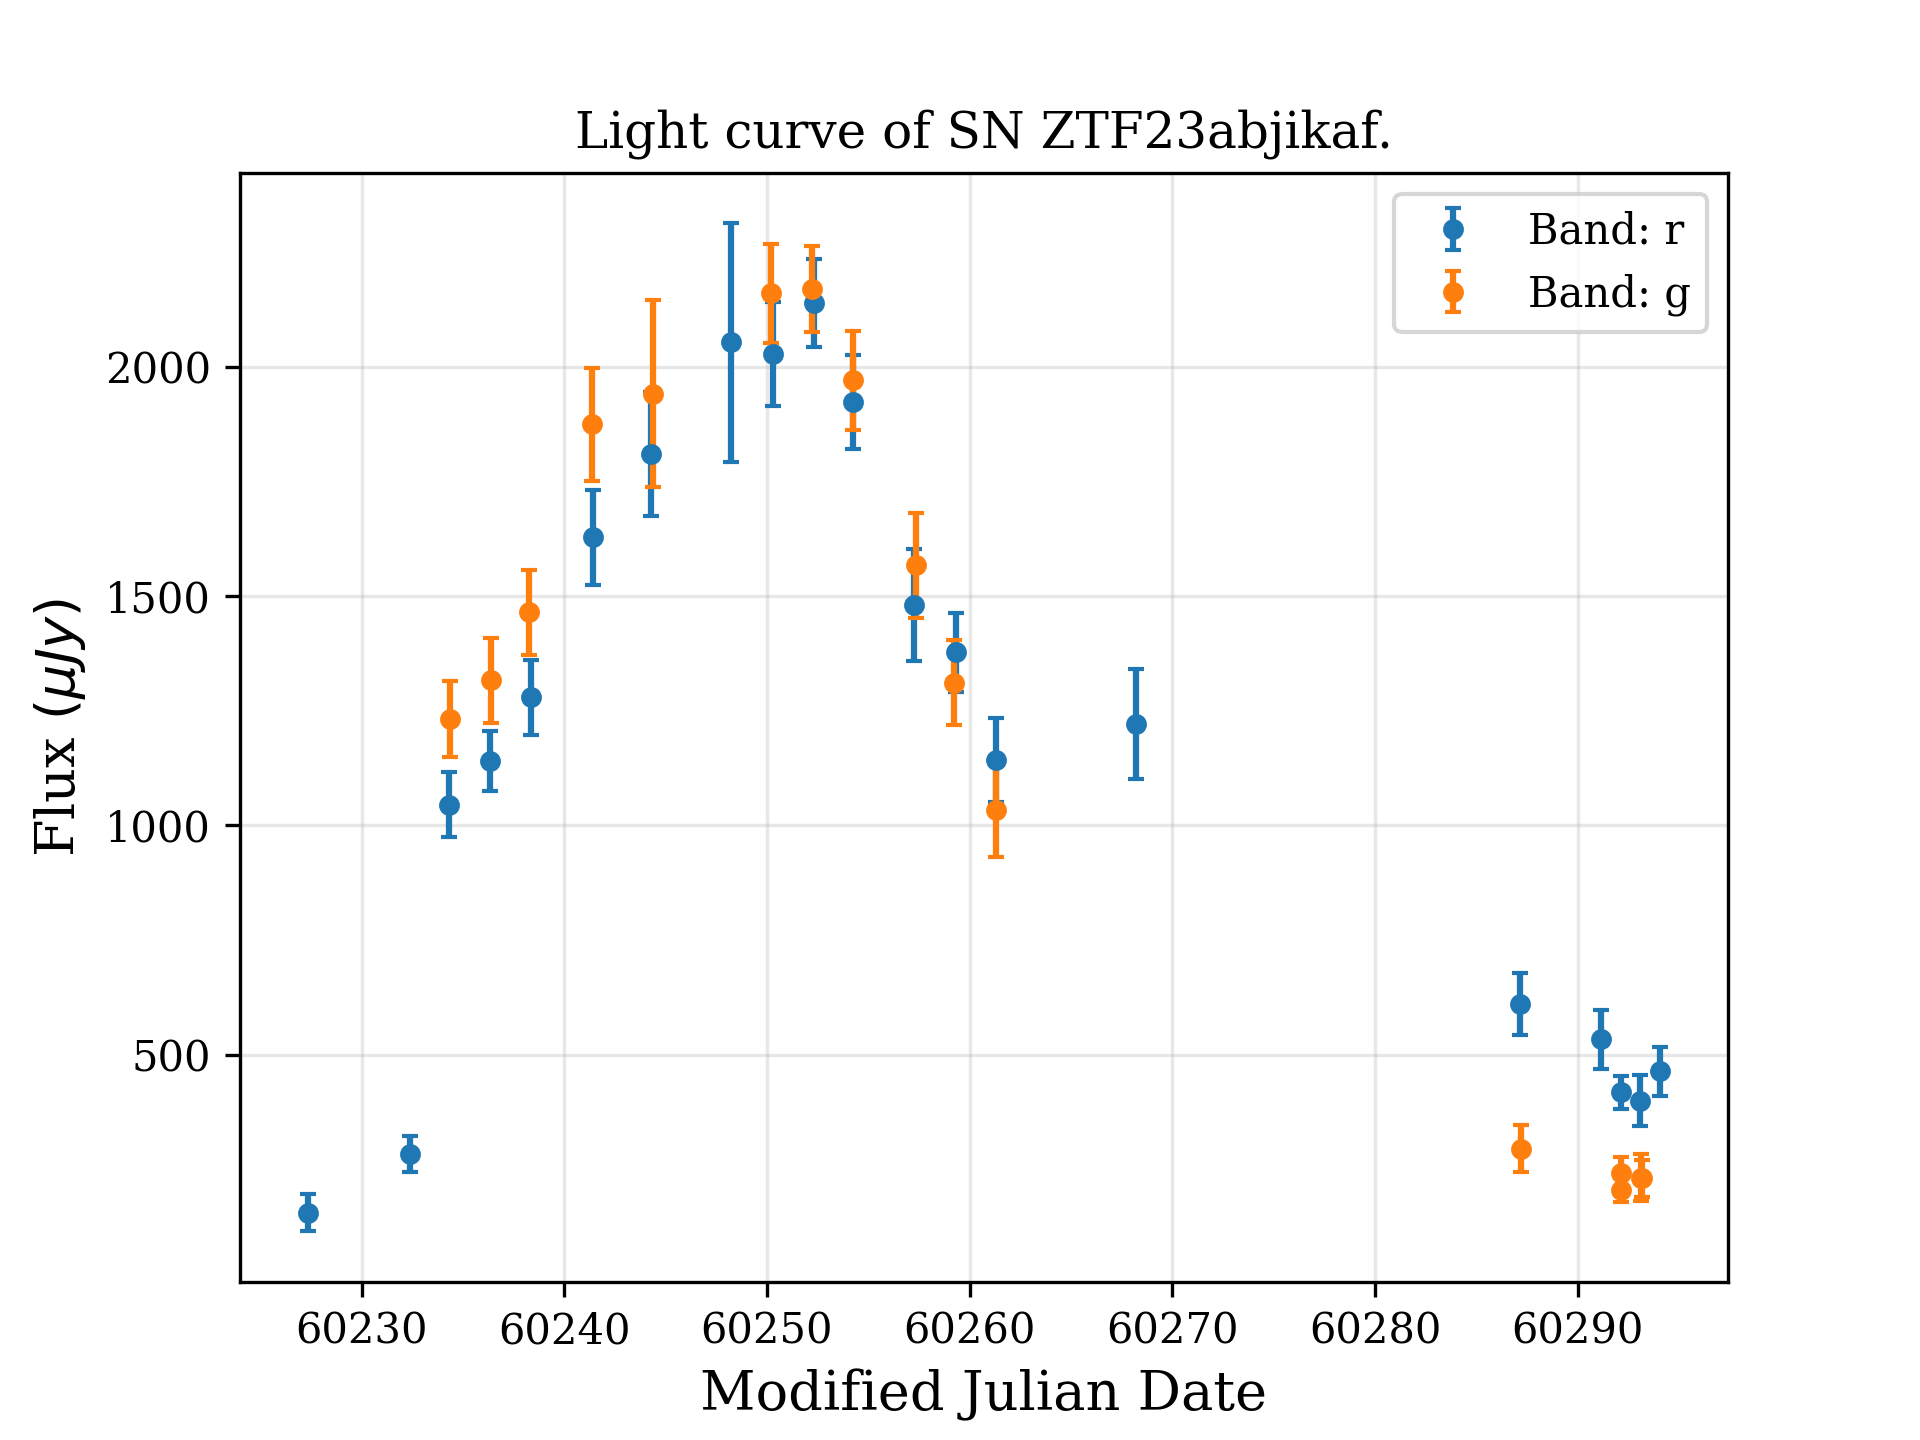 Light curve of SN ZTF23abjikaf.
Band: r
Band: g
Flux (μJy)
2000
1500
1000
500
60230 60240 60250 60260 60270 60280 60290
Modified Julian Date